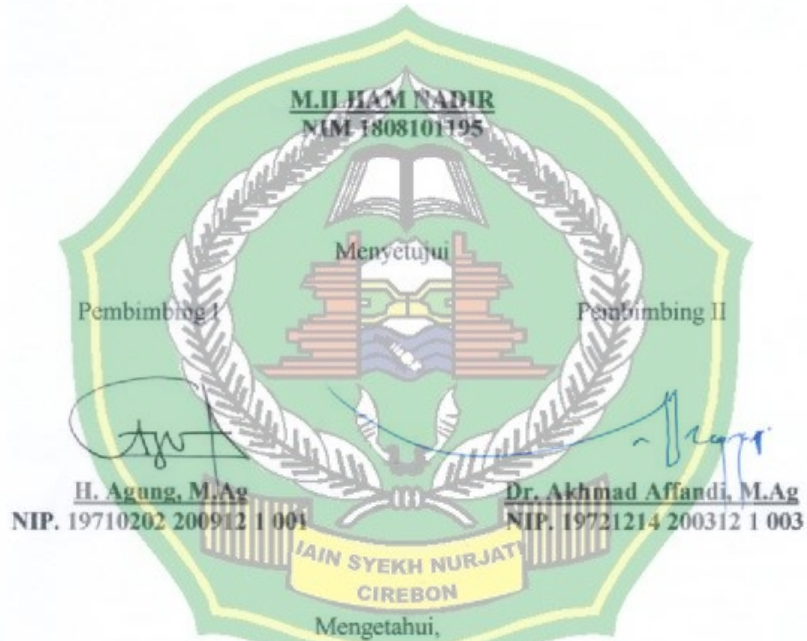 M.ILHAM NADIR
NIM 1808101195
Menyetujui
Pembimbing I Pembimbing II
H. Agung, M.Ag Dr. Akhmad Affandi, M.Ag
NIP. 19710202 200912 1 001 NIP. 19721214 200312 1 003
IAIN SYEKH NURJATI
CIREBON
Mengetahui,